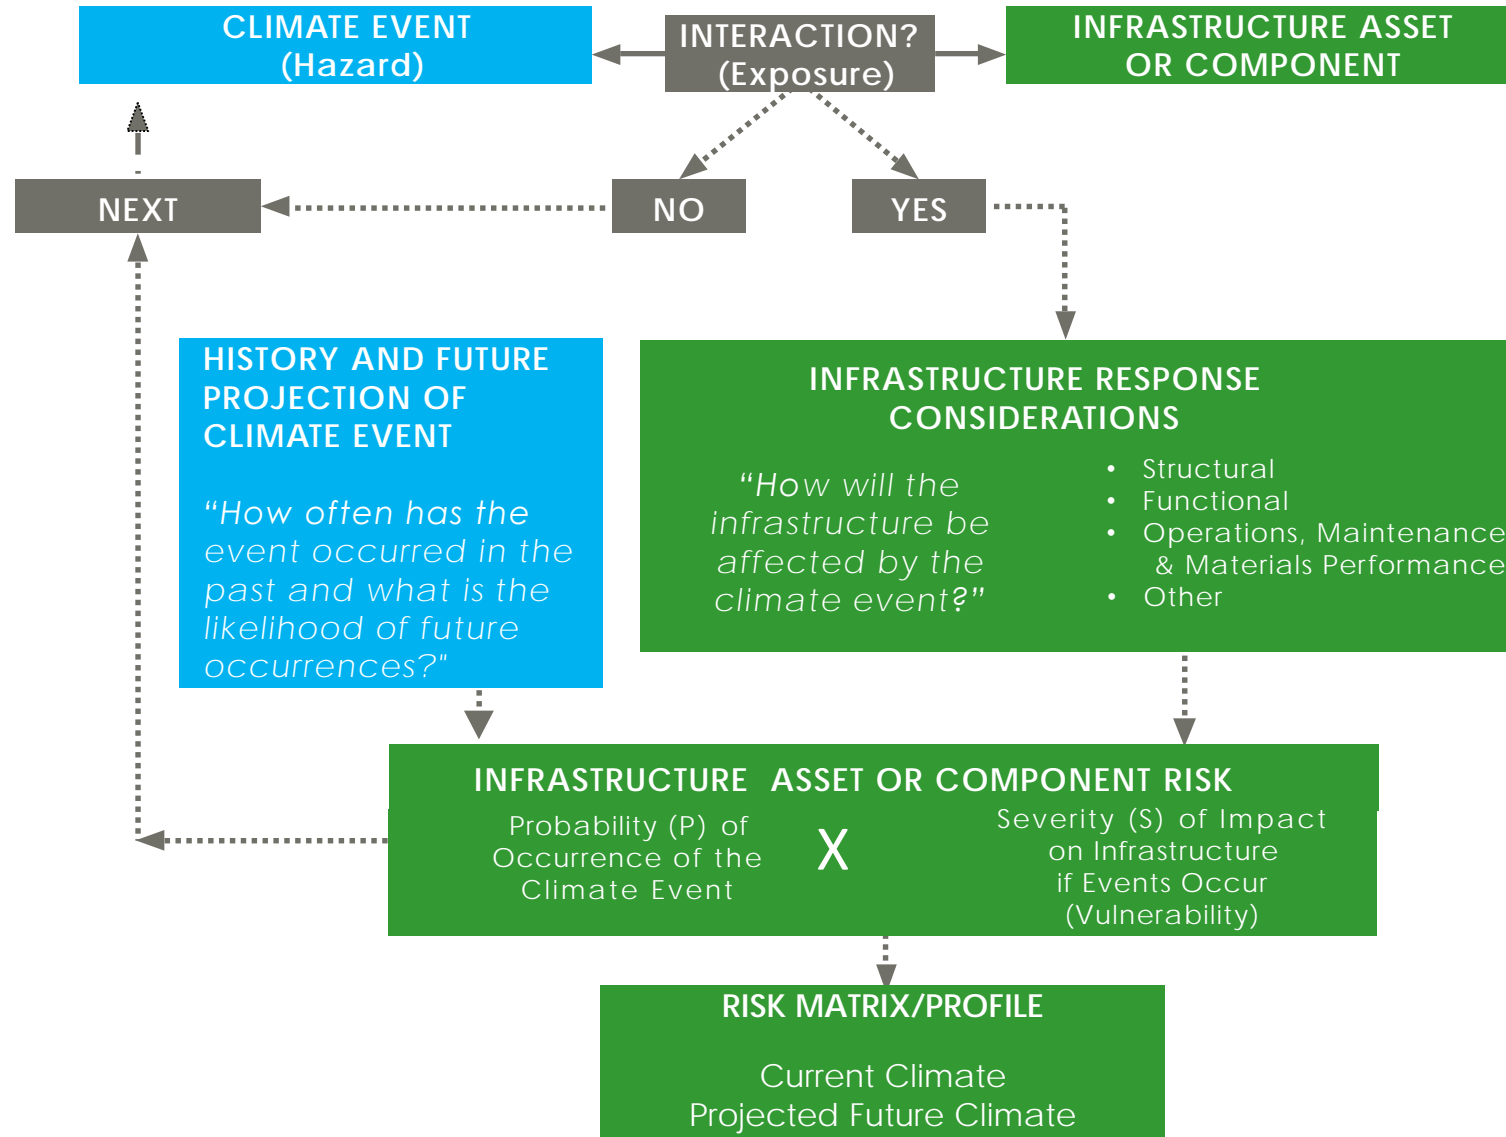 CLIMATE EVENT
(Hazard)
INTERACTION?
(Exposure)
INFRASTRUCTURE ASSET
OR COMPONENT
NEXT
NO
YES
HISTORY AND FUTURE
PROJECTION OF
CLIMATE EVENT
“How often has the
event occurred in the
past and what is the
likelihood of future
occurrences?"
INFRASTRUCTURE RESPONSE
CONSIDERATIONS
“How will the
infrastructure be
affected by the
climate event?”
• Structural
• Functional
• Operations, Maintenance
& Materials Performance
• Other
INFRASTRUCTURE ASSET OR COMPONENT RISK
Probability (P) of
Occurrence of the
Climate Event
X
Severity (S) of Impact
on Infrastructure
if Events Occur
(Vulnerability)
RISK MATRIX/PROFILE
Current Climate
Projected Future Climate